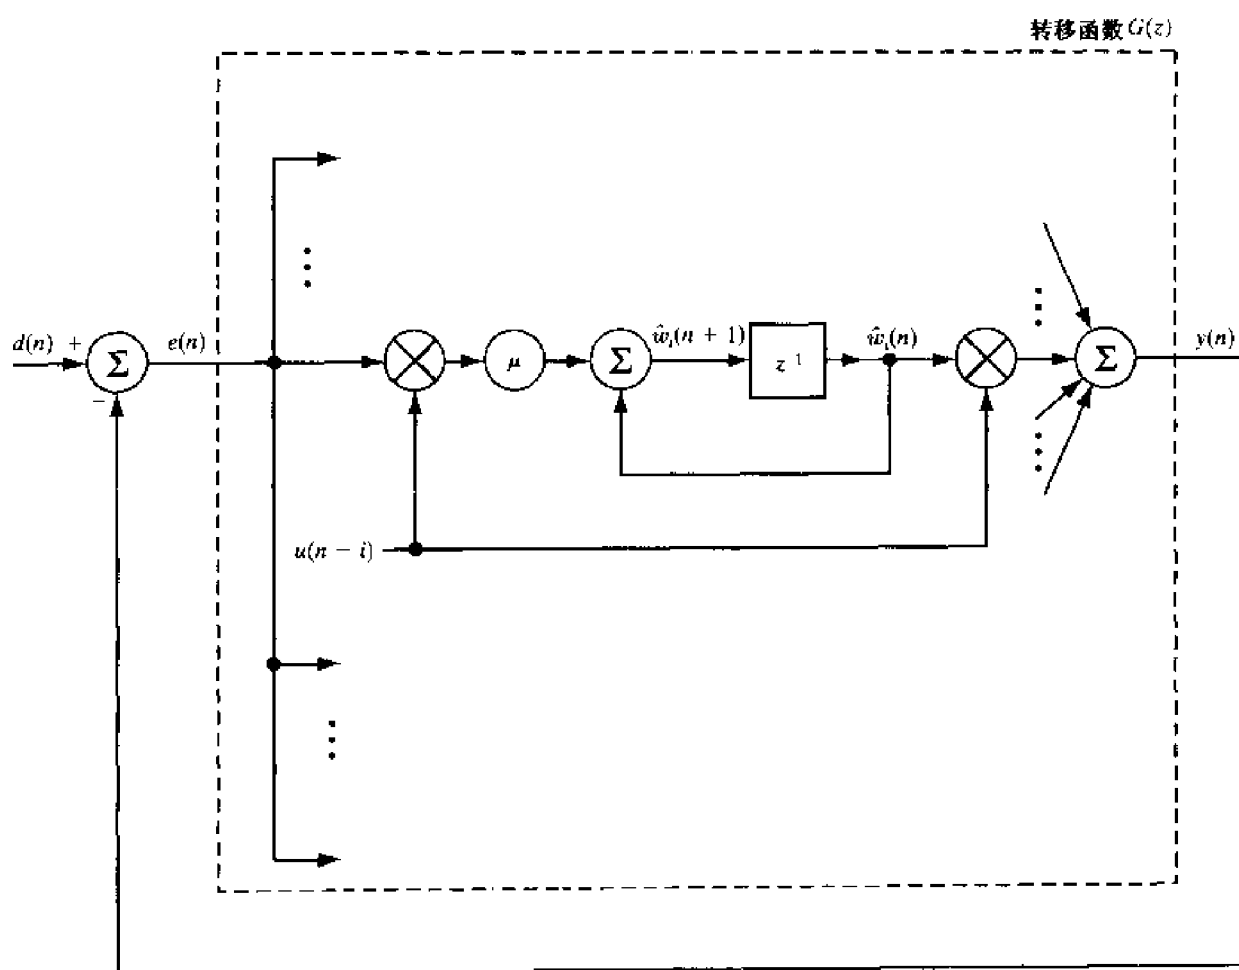 转移函数 G(z)
d(n) +
Σ
−
e(n)
μ
Σ
ŵᵢ(n + 1)
z⁻¹
ŵᵢ(n)
Σ
y(n)
u(n − i)